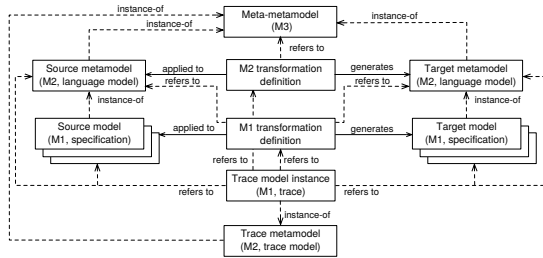 instance-of
instance-of
Meta-metamodel
(M3)
instance-of
refers to
Source metamodel
(M2, language model)
applied to
refers to
M2 transformation
definition
generates
refers to
Target metamodel
(M2, language model)
instance-of
instance-of
Source model
(M1, specification)
applied to
M1 transformation
definition
generates
Target model
(M1, specification)
refers to
refers to
refers to
Trace model instance
(M1, trace)
refers to
instance-of
Trace metamodel
(M2, trace model)